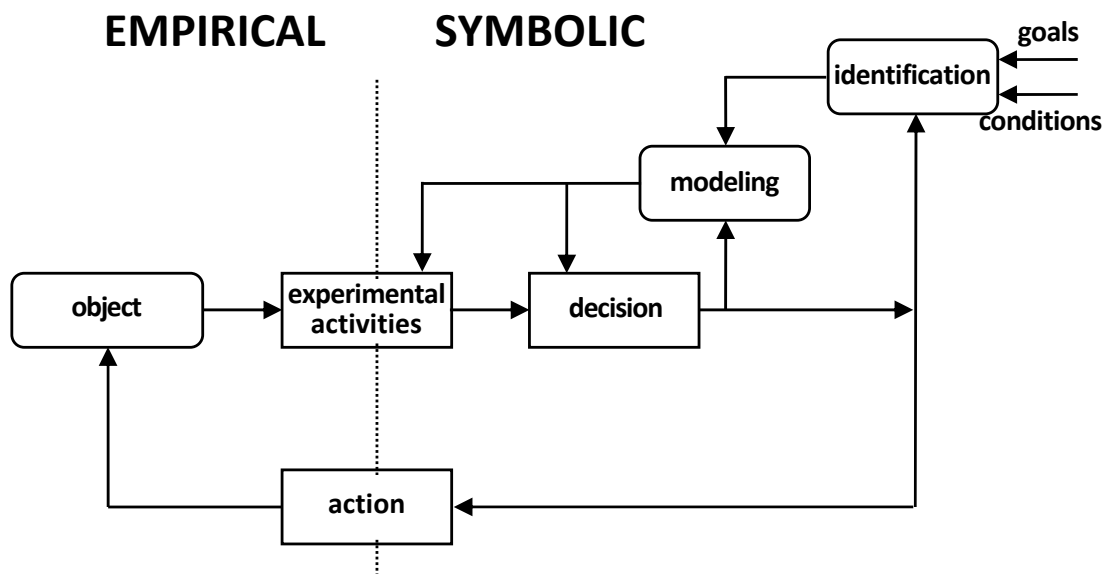 EMPIRICAL SYMBOLIC
goals
identification
conditions
modeling
object
experimental
activities
decision
action